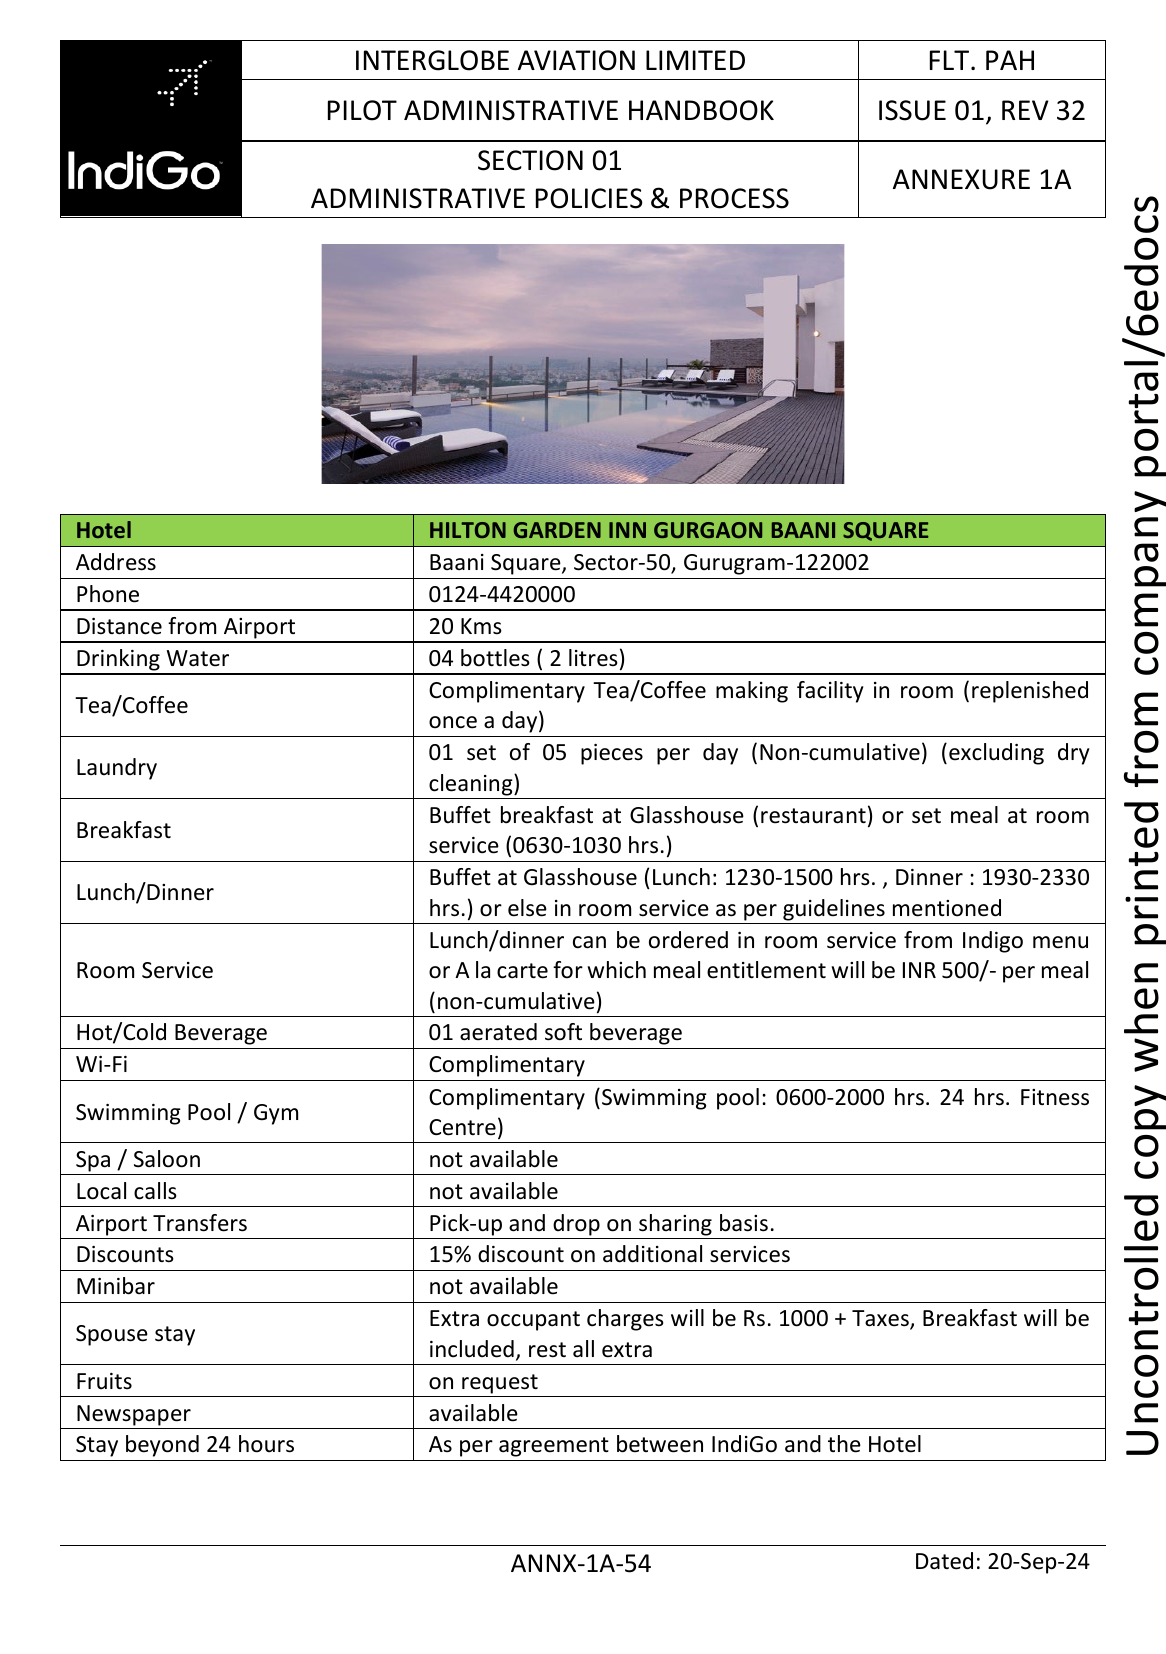 IndiGo
INTERGLOBE AVIATION LIMITED
FLT. PAH
PILOT ADMINISTRATIVE HANDBOOK
ISSUE 01, REV 32
SECTION 01
ADMINISTRATIVE POLICIES & PROCESS
ANNEXURE 1A
Hotel
HILTON GARDEN INN GURGAON BAANI SQUARE
Address
Baani Square, Sector-50, Gurugram-122002
Phone
0124-4420000
Distance from Airport
20 Kms
Drinking Water
04 bottles ( 2 litres)
Tea/Coffee
Complimentary Tea/Coffee making facility in room (replenished
once a day)
Laundry
01 set of 05 pieces per day (Non-cumulative) (excluding dry
cleaning)
Breakfast
Buffet breakfast at Glasshouse (restaurant) or set meal at room
service (0630-1030 hrs.)
Lunch/Dinner
Buffet at Glasshouse (Lunch: 1230-1500 hrs. , Dinner : 1930-2330
hrs.) or else in room service as per guidelines mentioned
Room Service
Lunch/dinner can be ordered in room service from Indigo menu
or A la carte for which meal entitlement will be INR 500/- per meal
(non-cumulative)
Hot/Cold Beverage
01 aerated soft beverage
Wi-Fi
Complimentary
Swimming Pool / Gym
Complimentary (Swimming pool: 0600-2000 hrs. 24 hrs. Fitness
Centre)
Spa / Saloon
not available
Local calls
not available
Airport Transfers
Pick-up and drop on sharing basis.
Discounts
15% discount on additional services
Minibar
not available
Spouse stay
Extra occupant charges will be Rs. 1000 + Taxes, Breakfast will be
included, rest all extra
Fruits
on request
Newspaper
available
Stay beyond 24 hours
As per agreement between IndiGo and the Hotel
ANNX-1A-54
Dated: 20-Sep-24
Uncontrolled copy when printed from company portal/6edocs